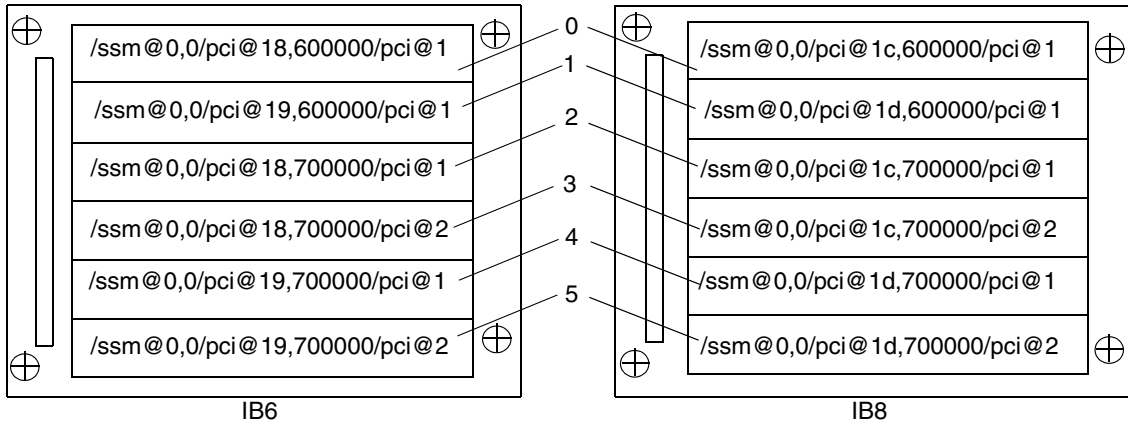 /ssm@0,0/pci@18,600000/pci@1
/ssm@0,0/pci@19,600000/pci@1
/ssm@0,0/pci@18,700000/pci@1
/ssm@0,0/pci@18,700000/pci@2
/ssm@0,0/pci@19,700000/pci@1
/ssm@0,0/pci@19,700000/pci@2
IB6
0
1
2
3
4
5
/ssm@0,0/pci@1c,600000/pci@1
/ssm@0,0/pci@1d,600000/pci@1
/ssm@0,0/pci@1c,700000/pci@1
/ssm@0,0/pci@1c,700000/pci@2
/ssm@0,0/pci@1d,700000/pci@1
/ssm@0,0/pci@1d,700000/pci@2
IB8